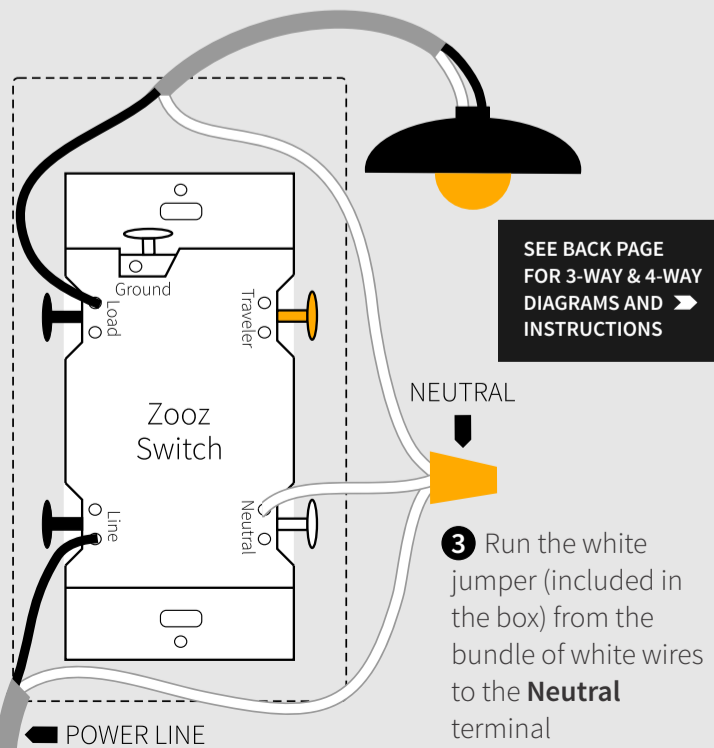 SEE BACK PAGE
FOR 3-WAY & 4-WAY
DIAGRAMS AND
INSTRUCTIONS
Ground
Load
Traveler
Zooz
Switch
NEUTRAL
Line
Neutral
3 Run the white
jumper (included in
the box) from the
bundle of white wires
to the Neutral
terminal
POWER LINE